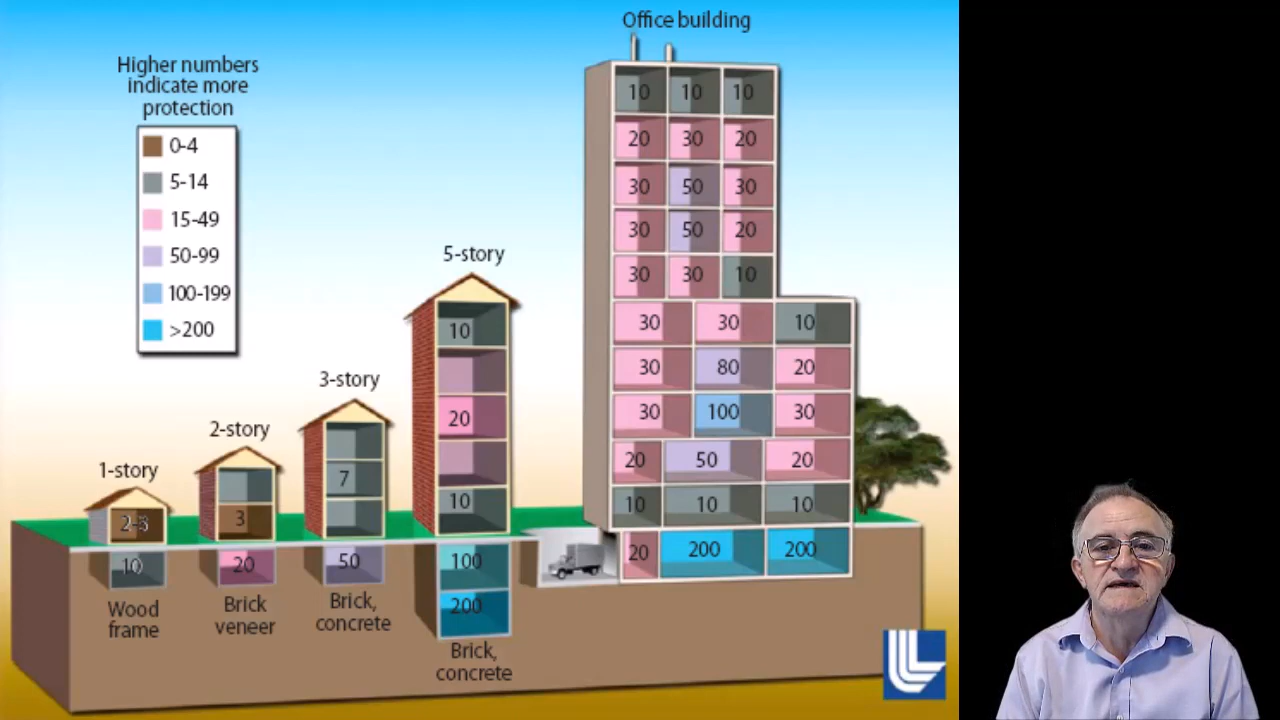 Office building
Higher numbers
indicate more
protection
0-4
5-14
15-49
50-99
100-199
>200
10 10 10
20 30 20
30 50 30
30 50 20
30 30 10
30 30 10
30 80 20
30 100 30
20 50 20
10 10 10
20 200 200
5-story
10
20
10
100
200
Brick,
concrete
3-story
7
50
Brick,
concrete
2-story
3
20
Brick
veneer
1-story
2-3
10
Wood
frame